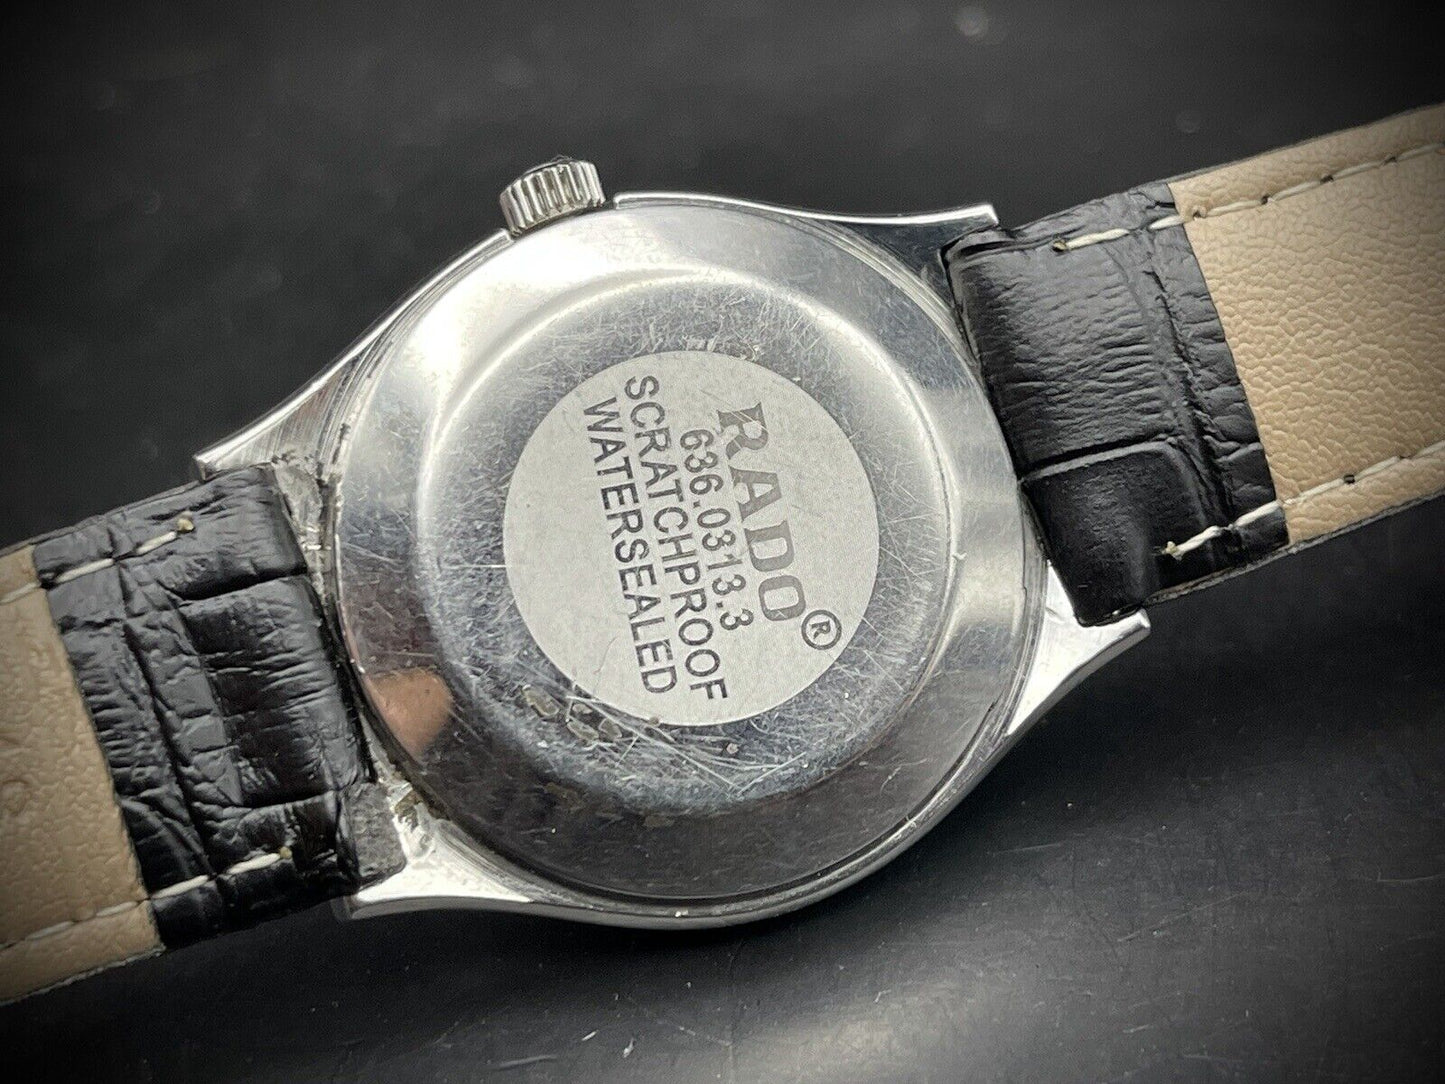 RADO®
636.0313.3
SCRATCHPROOF
WATERSEALED